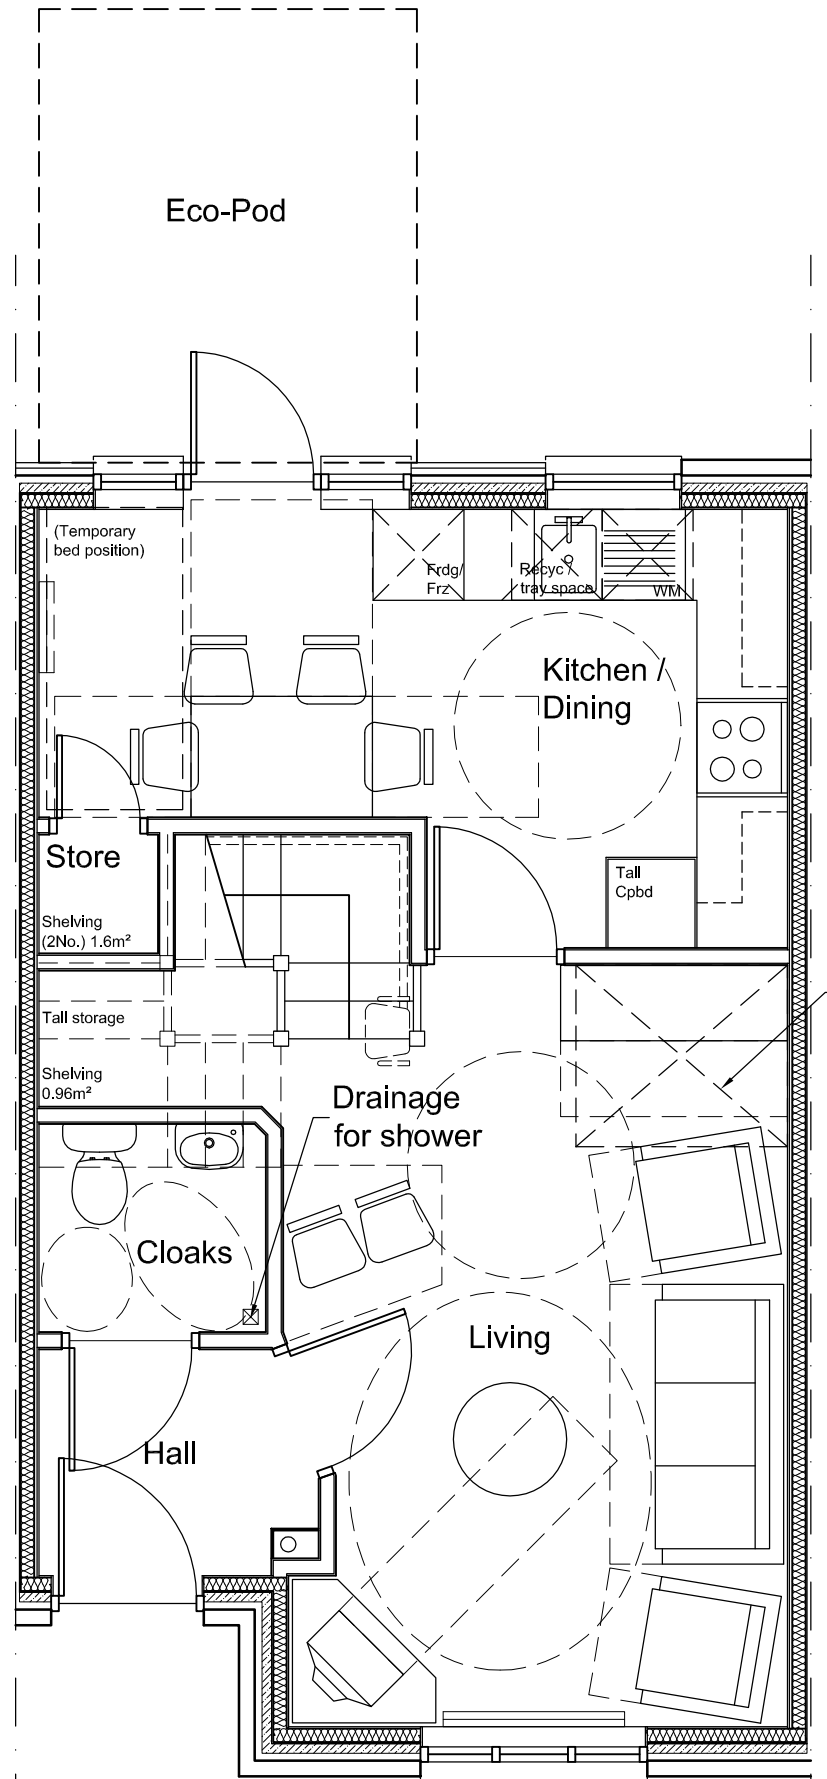 Eco-Pod
(Temporary
bed position)
Frdg/
Frz
Recyc /
tray space
WM
Kitchen /
Dining
Store
Shelving
(2No.) 1.6m²
Tall
Cpbd
Tall storage
Shelving
0.96m²
Drainage
for shower
Cloaks
Living
Hall